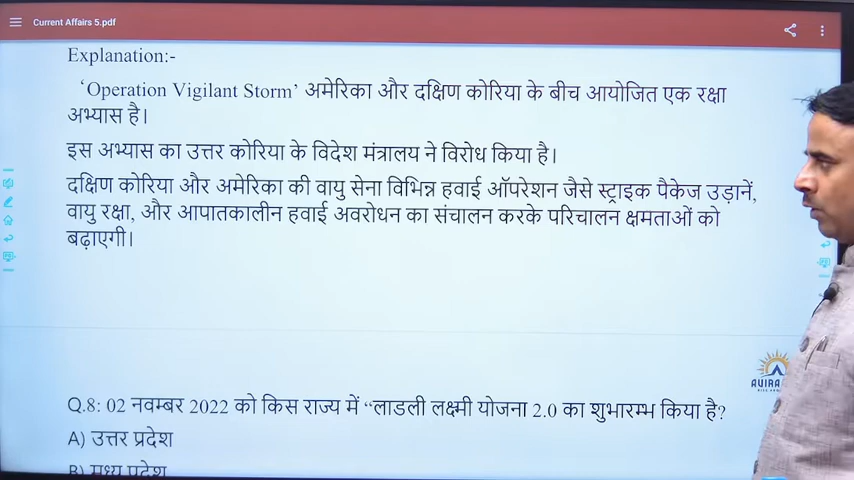 Current Affairs 5.pdf
Explanation:-
‘Operation Vigilant Storm’ अमेरिका और दक्षिण कोरिया के बीच आयोजित एक रक्षा
अभ्यास है।
इस अभ्यास का उत्तर कोरिया के विदेश मंत्रालय ने विरोध किया है।
दक्षिण कोरिया और अमेरिका की वायु सेना विभिन्न हवाई ऑपरेशन जैसे स्ट्राइक पैकेज उड़ानें,
वायु रक्षा, और आपातकालीन हवाई अवरोधन का संचालन करके परिचालन क्षमताओं को
बढ़ाएगी।
Q.8: 02 नवम्बर 2022 को किस राज्य में “लाडली लक्ष्मी योजना 2.0 का शुभारम्भ किया है?
A) उत्तर प्रदेश
B) मध्य प्रदेश